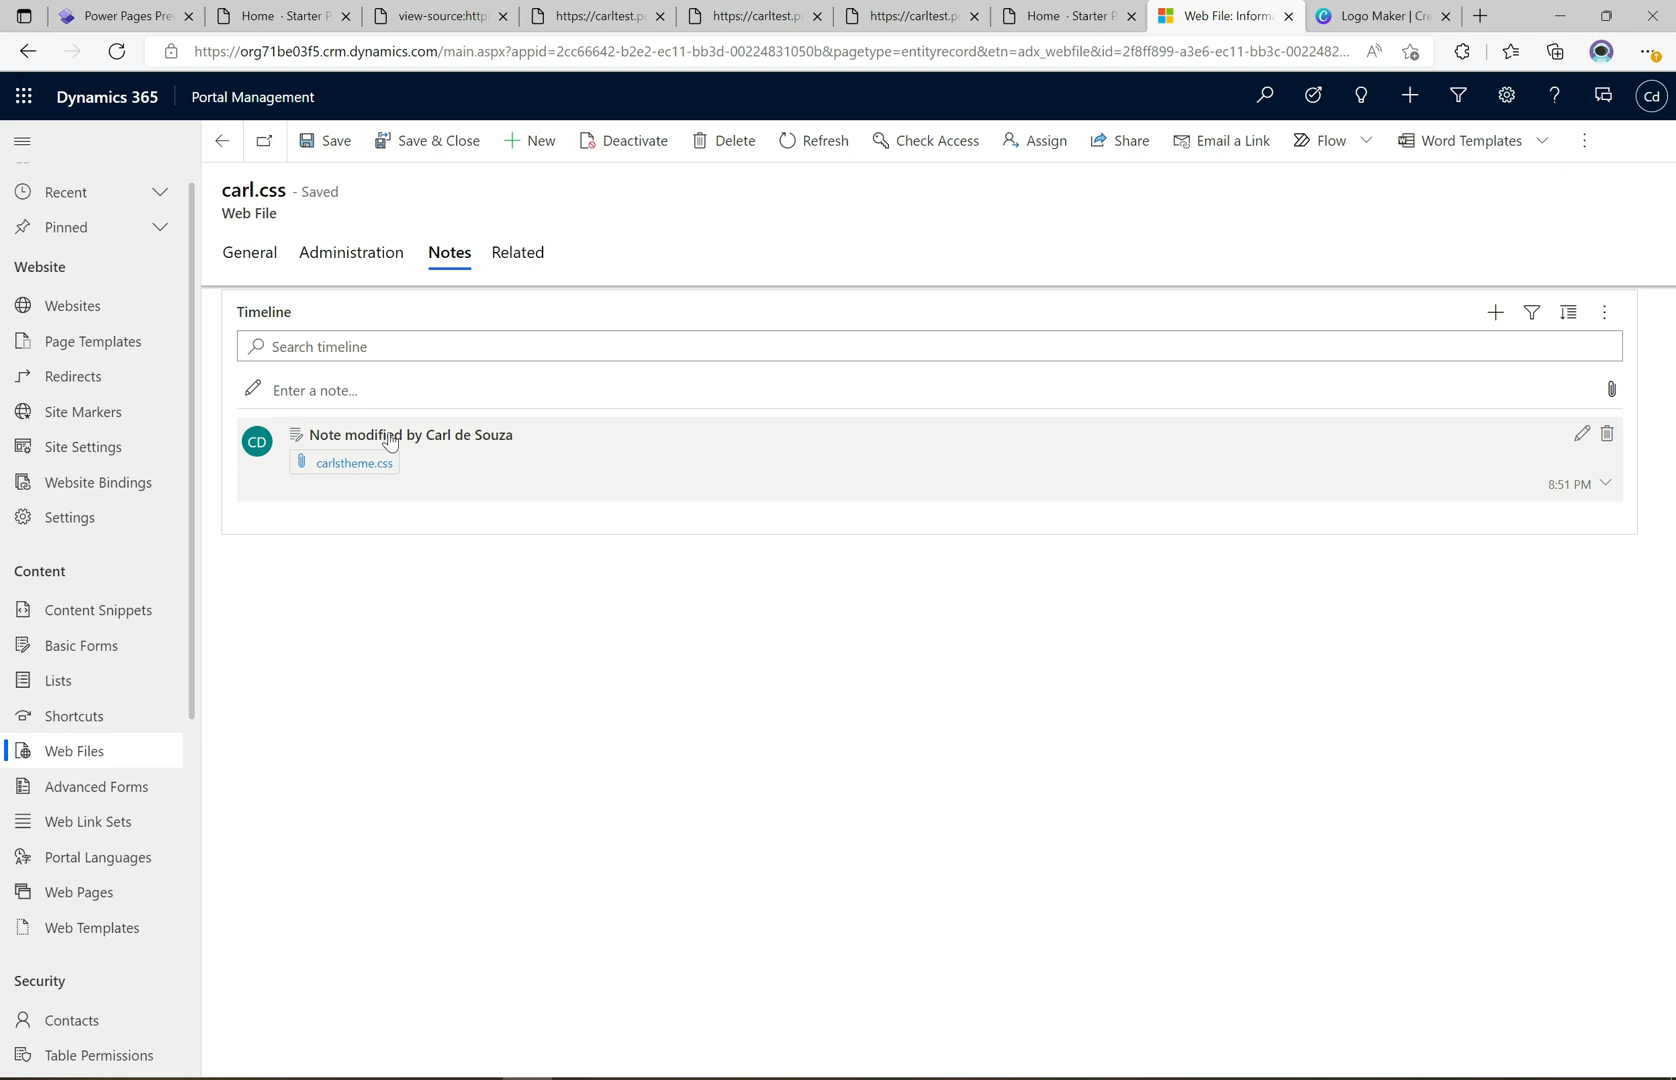 Power Pages Pre
Home · Starter P
view-source:http
https://carltest.p
https://carltest.p
https://carltest.p
Home · Starter P
Web File: Inform
Logo Maker | Cre
https://org71be03f5.crm.dynamics.com/main.aspx?appid=2cc66642-b2e2-ec11-bb3d-00224831050b&pagetype=entityrecord&etn=adx_webfile&id=2f8ff899-a3e6-ec11-bb3c-0022482...
Dynamics 365 Portal Management Cd
Save Save & Close New Deactivate Delete Refresh Check Access Assign Share Email a Link Flow Word Templates
Recent
Pinned
Website
Websites
Page Templates
Redirects
Site Markers
Site Settings
Website Bindings
Settings
Content
Content Snippets
Basic Forms
Lists
Shortcuts
Web Files
Advanced Forms
Web Link Sets
Portal Languages
Web Pages
Web Templates
Security
Contacts
Table Permissions
carl.css - Saved
Web File
General Administration Notes Related
Timeline
Search timeline
Enter a note...
CD Note modified by Carl de Souza
carlstheme.css
8:51 PM